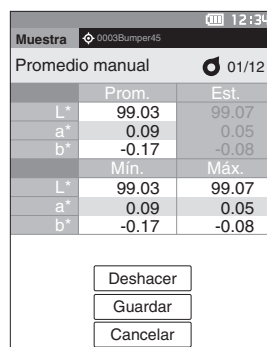 12:34
Muestra 0003Bumper45
Promedio manual 01/12
Prom. Est.
L* 99.03 99.07
a* 0.09 0.05
b* -0.17 -0.08
Mín. Máx.
L* 99.03 99.07
a* 0.09 0.05
b* -0.17 -0.08
Deshacer
Guardar
Cancelar